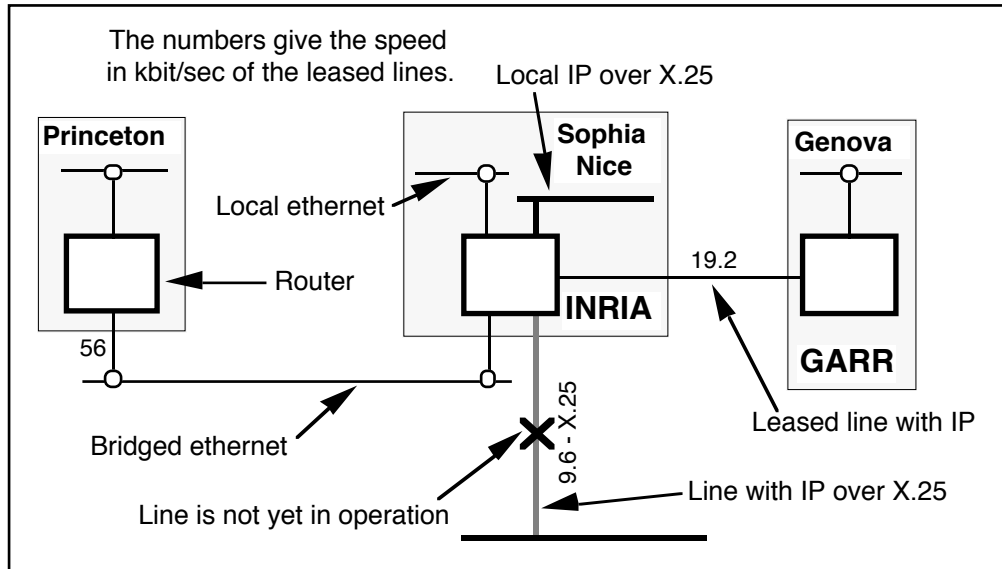 The numbers give the speed
in kbit/sec of the leased lines.
Local IP over X.25
Princeton
Sophia
Nice
Genova
Local ethernet
Router
19.2
INRIA
56
GARR
Bridged ethernet
9.6 - X.25
Leased line with IP
Line is not yet in operation
Line with IP over X.25